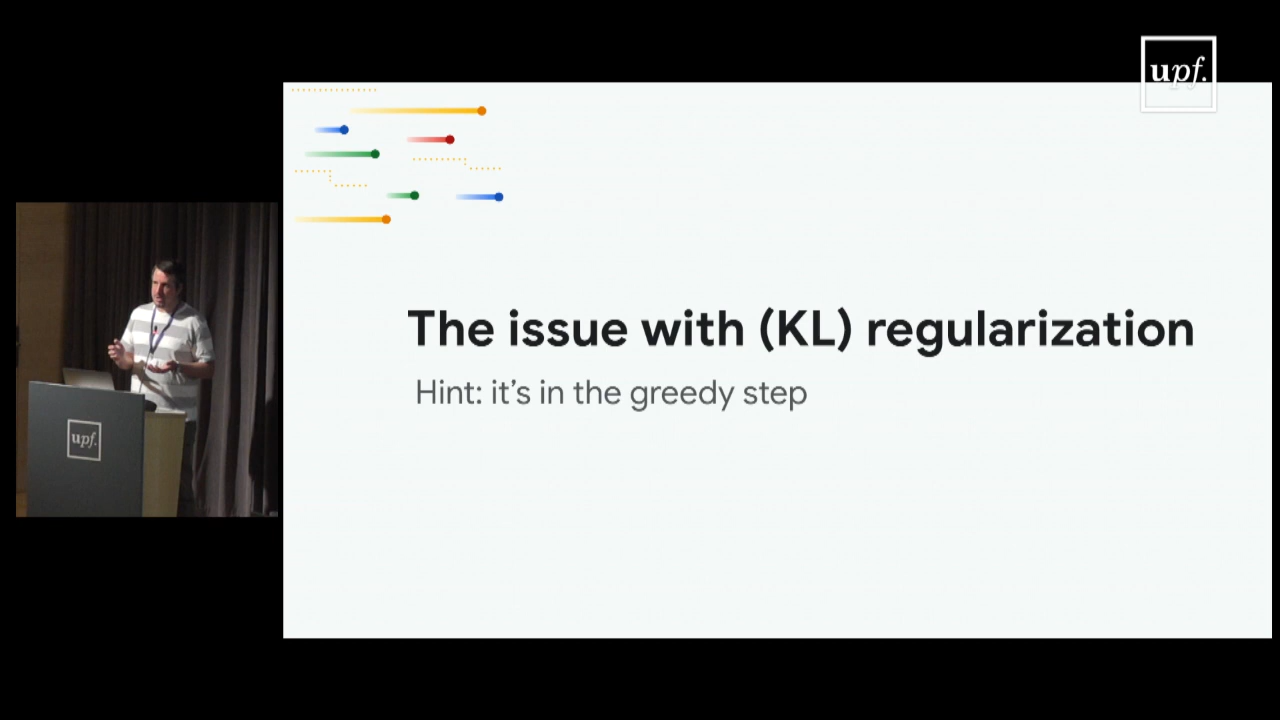 upf.
The issue with (KL) regularization
Hint: it's in the greedy step
upf.